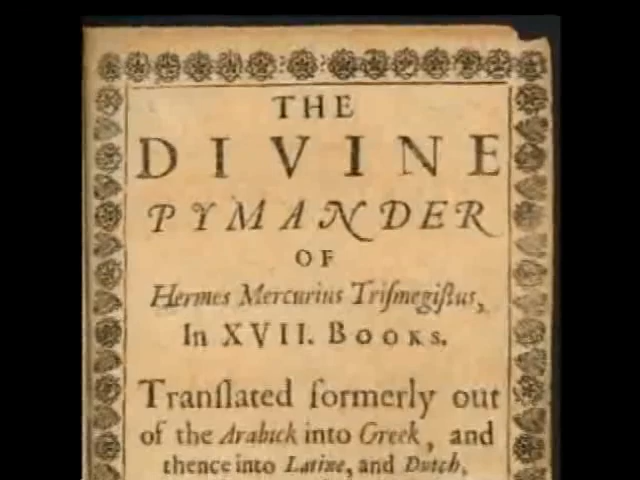 THE
DIVINE
PYMANDER
OF
Hermes Mercurius Triſmegiſtus,
In XVII. BOOKS.
Tranſlated formerly out
of the Arabick into Greek, and
thence into Latine, and Dutch,